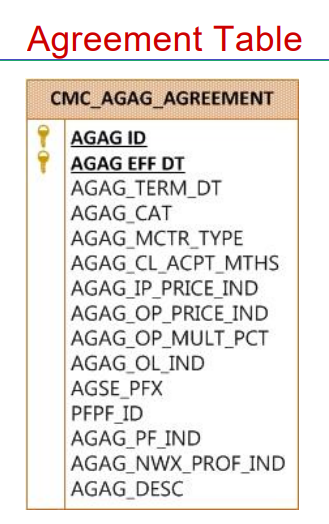 Agreement Table
CMC_AGAG_AGREEMENT
AGAG ID
AGAG EFF DT
AGAG_TERM_DT
AGAG_CAT
AGAG_MCTR_TYPE
AGAG_CL_ACPT_MTHS
AGAG_IP_PRICE_IND
AGAG_OP_PRICE_IND
AGAG_OP_MULT_PCT
AGAG_OL_IND
AGSE_PFX
PFPF_ID
AGAG_PF_IND
AGAG_NWX_PROF_IND
AGAG_DESC